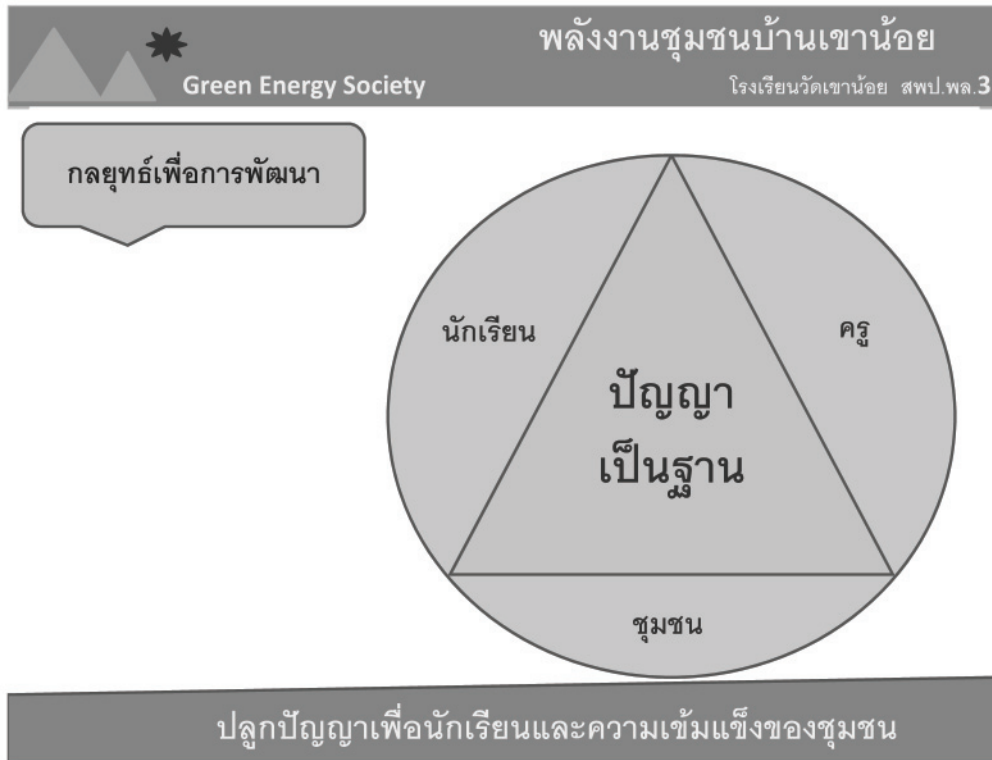 พลังงานชุมชนบ้านเขาน้อย
Green Energy Society
โรงเรียนวัดเขาน้อย สพป.พล.3
กลยุทธ์เพื่อการพัฒนา
นักเรียน
ครู
ปัญญา
เป็นฐาน
ชุมชน
ปลูกปัญญาเพื่อนักเรียนและความเข้มแข็งของชุมชน